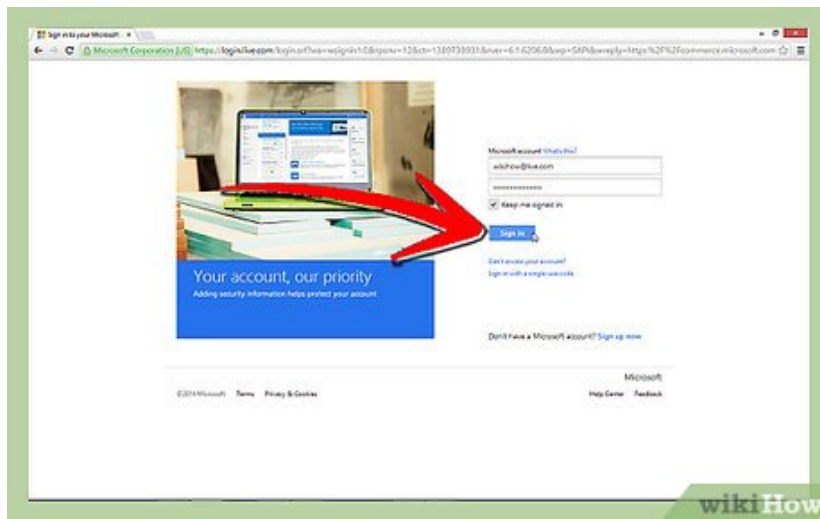 Sign in to your Microsoft
Microsoft Corporation [US]
Microsoft account What's this?
wikihow@live.com
Keep me signed in
Sign in
Can't access your account?
Sign in with a single-use code
Your account, our priority
Adding security information helps protect your account
Don't have a Microsoft account? Sign up now
Microsoft
©2014 Microsoft Terms Privacy & Cookies
Help Center Feedback
wikiHow